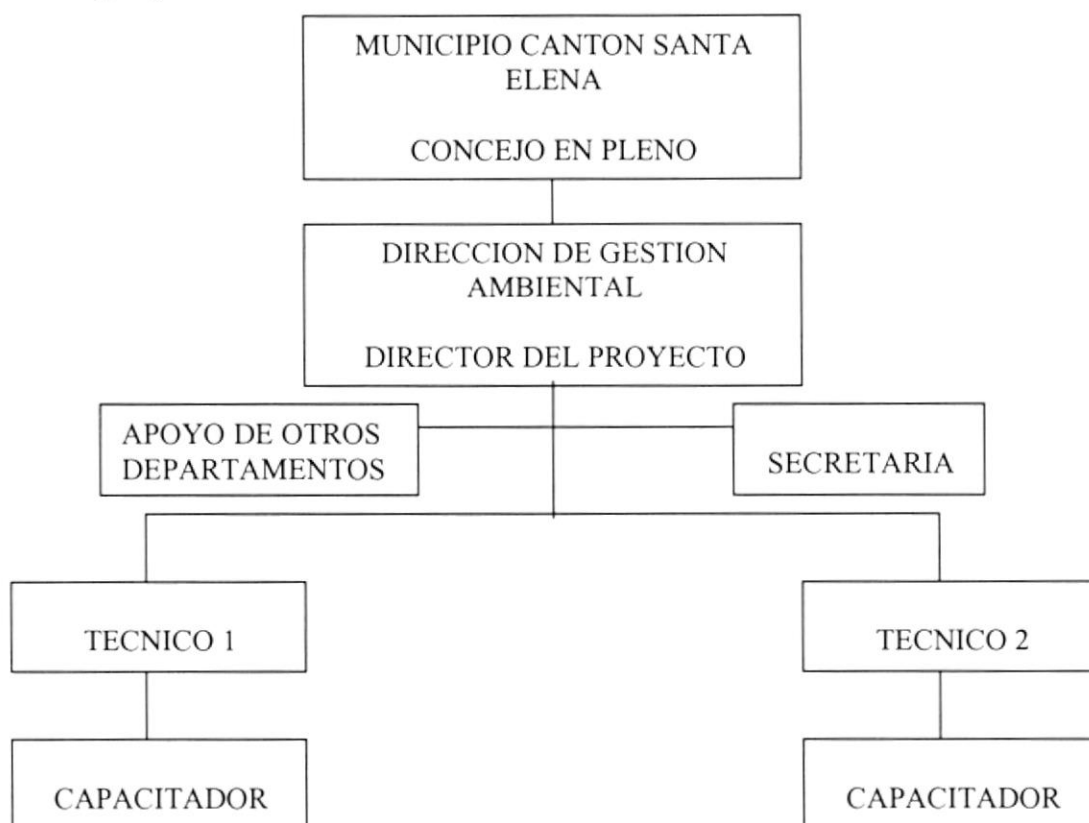 MUNICIPIO CANTON SANTA
ELENA
CONCEJO EN PLENO
DIRECCION DE GESTION
AMBIENTAL
DIRECTOR DEL PROYECTO
APOYO DE OTROS
DEPARTAMENTOS
SECRETARIA
TECNICO 1
TECNICO 2
CAPACITADOR
CAPACITADOR